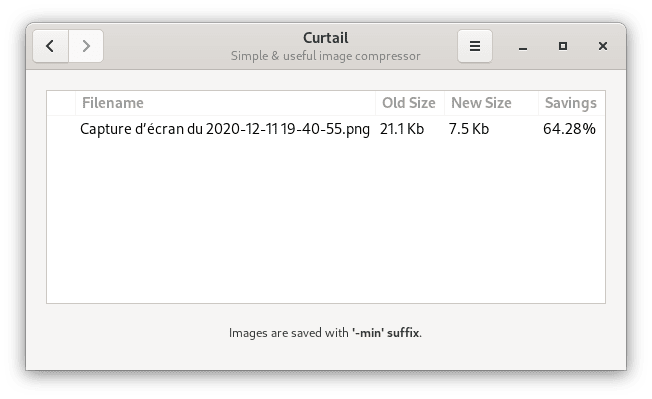 Curtail
Simple & useful image compressor
Filename Old Size New Size Savings
Capture d'écran du 2020-12-11 19-40-55.png 21.1 Kb 7.5 Kb 64.28%
Images are saved with '-min' suffix.